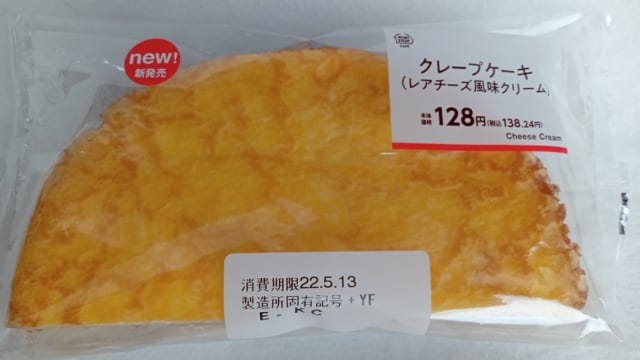 new!
新発売
MINI STOP
CAFE
クレープケーキ
(レアチーズ風味クリーム)
本体価格 128円(税込138.24円)
Cheese Cream
消費期限22.5.13
製造所固有記号 +YF
E - KC